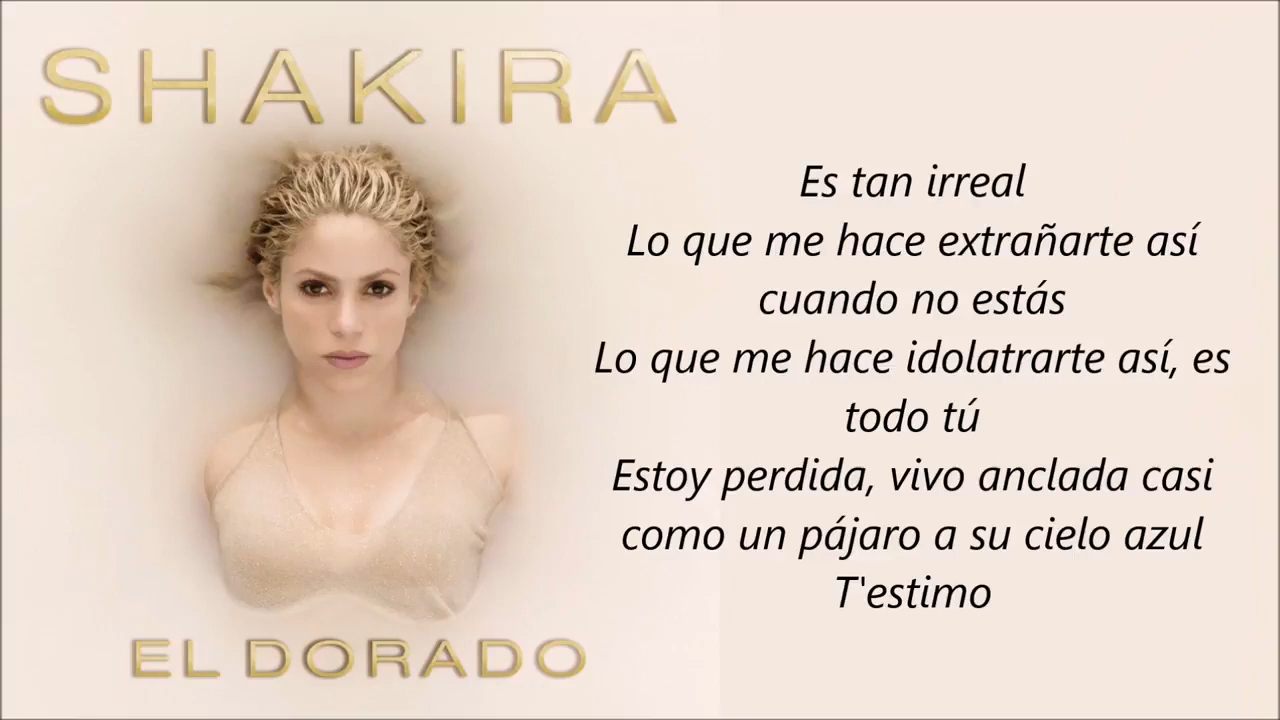 SHAKIRA
Es tan irreal
Lo que me hace extrañarte así
cuando no estás
Lo que me hace idolatrarte así, es
todo tú
Estoy perdida, vivo anclada casi
como un pájaro a su cielo azul
T'estimo
EL DORADO